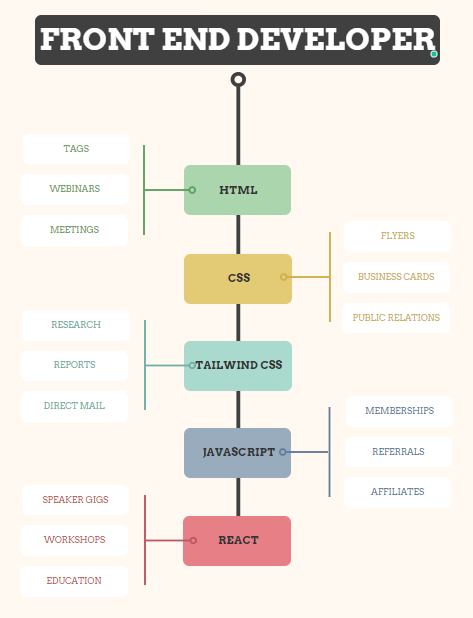 FRONT END DEVELOPER
TAGS
WEBINARS
MEETINGS
HTML
FLYERS
BUSINESS CARDS
PUBLIC RELATIONS
CSS
RESEARCH
REPORTS
DIRECT MAIL
TAILWIND CSS
MEMBERSHIPS
REFERRALS
AFFILIATES
JAVASCRIPT
SPEAKER GIGS
WORKSHOPS
EDUCATION
REACT